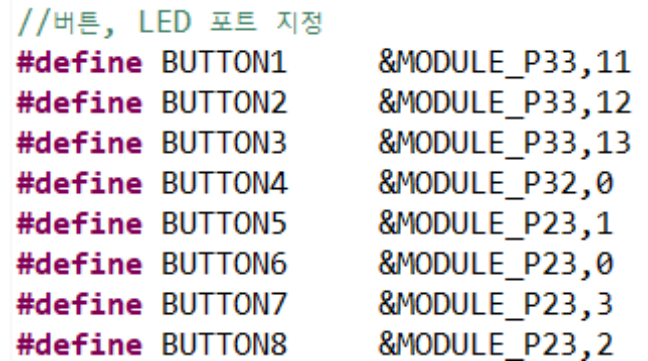 //버튼, LED 포트 지정
#define BUTTON1 &MODULE_P33,11
#define BUTTON2 &MODULE_P33,12
#define BUTTON3 &MODULE_P33,13
#define BUTTON4 &MODULE_P32,0
#define BUTTON5 &MODULE_P23,1
#define BUTTON6 &MODULE_P23,0
#define BUTTON7 &MODULE_P23,3
#define BUTTON8 &MODULE_P23,2